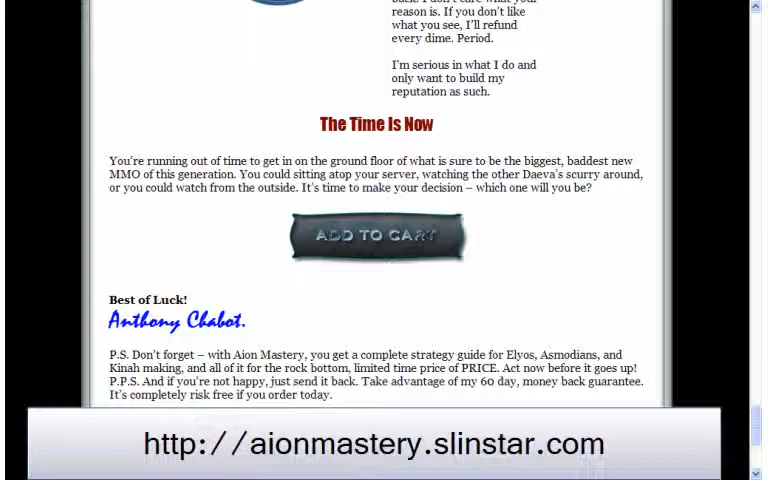 back. I don't care what your
reason is. If you don't like
what you see, I'll refund
every dime. Period.
I'm serious in what I do and
only want to build my
reputation as such.
The Time Is Now
You're running out of time to get in on the ground floor of what is sure to be the biggest, baddest new
MMO of this generation. You could sitting atop your server, watching the other Daeva's scurry around,
or you could watch from the outside. It's time to make your decision – which one will you be?
ADD TO CART
Best of Luck!
Anthony Chabot.
P.S. Don't forget – with Aion Mastery, you get a complete strategy guide for Elyos, Asmodians, and
Kinah making, and all of it for the rock bottom, limited time price of PRICE. Act now before it goes up!
P.P.S. And if you're not happy, just send it back. Take advantage of my 60 day, money back guarantee.
It's completely risk free if you order today.
http://aionmastery.slinstar.com